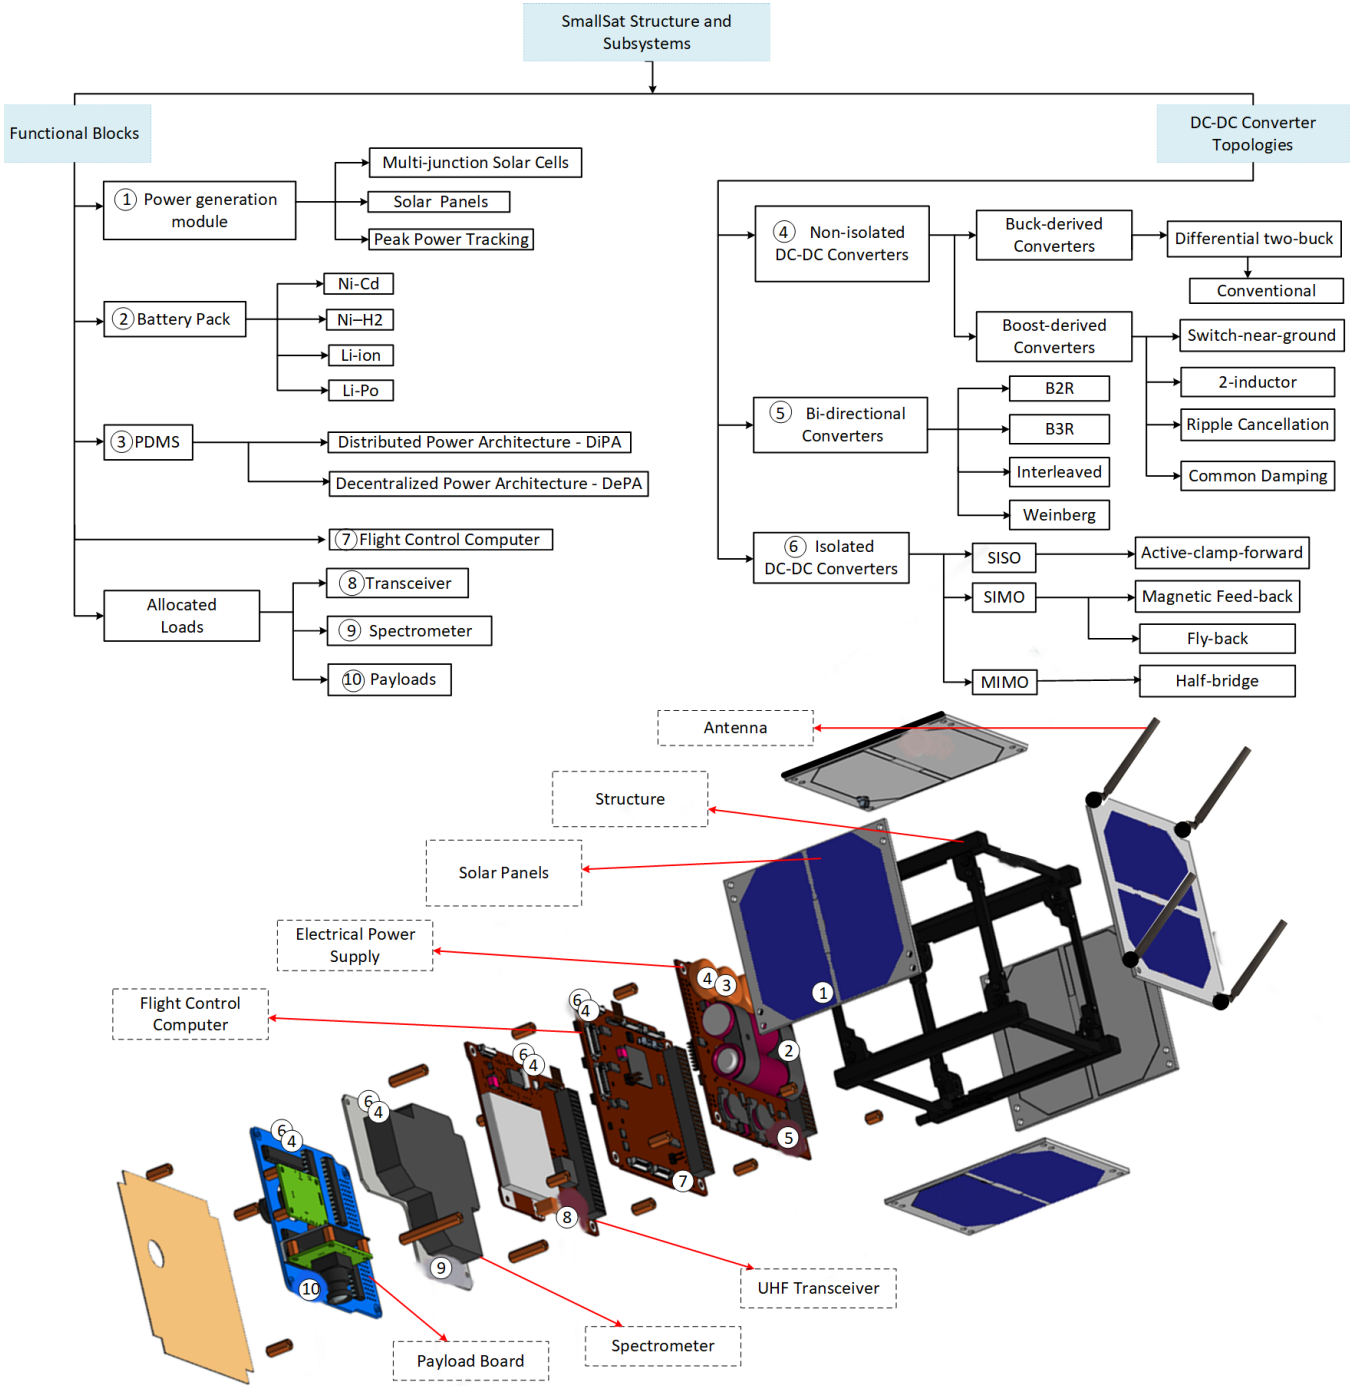 SmallSat Structure and
Subsystems
Functional Blocks
DC-DC Converter
Topologies
1 Power generation
module
Multi-junction Solar Cells
Solar Panels
Peak Power Tracking
2 Battery Pack
Ni-Cd
Ni–H2
Li-ion
Li-Po
3 PDMS
Distributed Power Architecture - DiPA
Decentralized Power Architecture - DePA
7 Flight Control Computer
Allocated
Loads
8 Transceiver
9 Spectrometer
10 Payloads
4 Non-isolated
DC-DC Converters
Buck-derived
Converters
Differential two-buck
Conventional
Boost-derived
Converters
Switch-near-ground
2-inductor
Ripple Cancellation
Common Damping
5 Bi-directional
Converters
B2R
B3R
Interleaved
Weinberg
6 Isolated
DC-DC Converters
SISO
Active-clamp-forward
SIMO
Magnetic Feed-back
Fly-back
MIMO
Half-bridge
Antenna
Structure
Solar Panels
Electrical Power
Supply
Flight Control
Computer
1
4
3
2
5
6
4
7
6
4
8
6
4
9
6
4
10
UHF Transceiver
Spectrometer
Payload Board